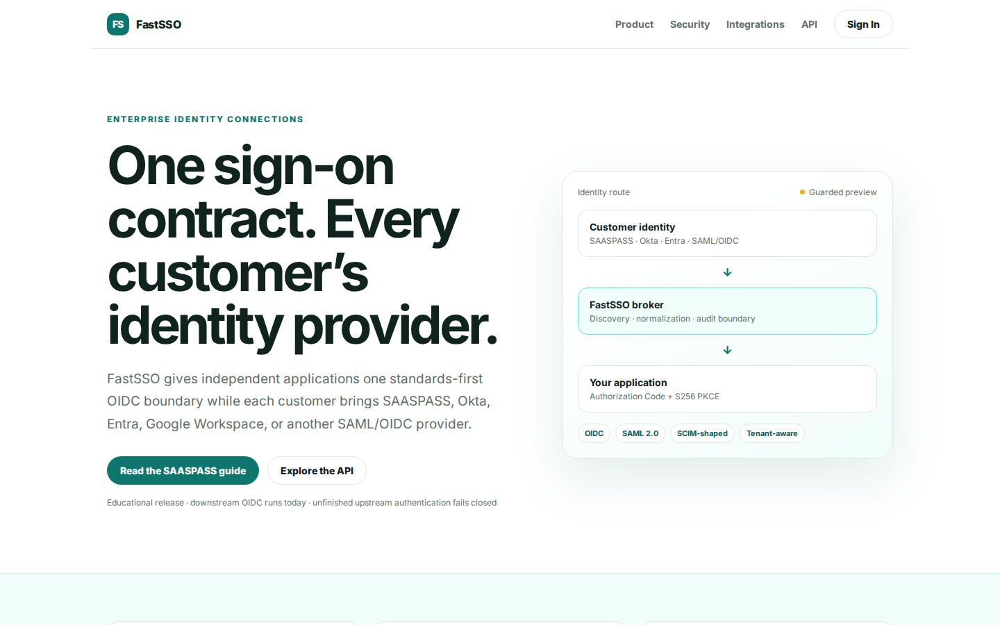 FS FastSSO
Product Security Integrations API Sign In
ENTERPRISE IDENTITY CONNECTIONS
One sign-on
contract. Every
customer’s
identity provider.
FastSSO gives independent applications one standards-first
OIDC boundary while each customer brings SAASPASS, Okta,
Entra, Google Workspace, or another SAML/OIDC provider.
Read the SAASPASS guide Explore the API
Educational release · downstream OIDC runs today · unfinished upstream authentication fails closed
Identity route Guarded preview
Customer identity
SAASPASS · Okta · Entra · SAML/OIDC
↓
FastSSO broker
Discovery · normalization · audit boundary
↓
Your application
Authorization Code + S256 PKCE
OIDC SAML 2.0 SCIM-shaped Tenant-aware